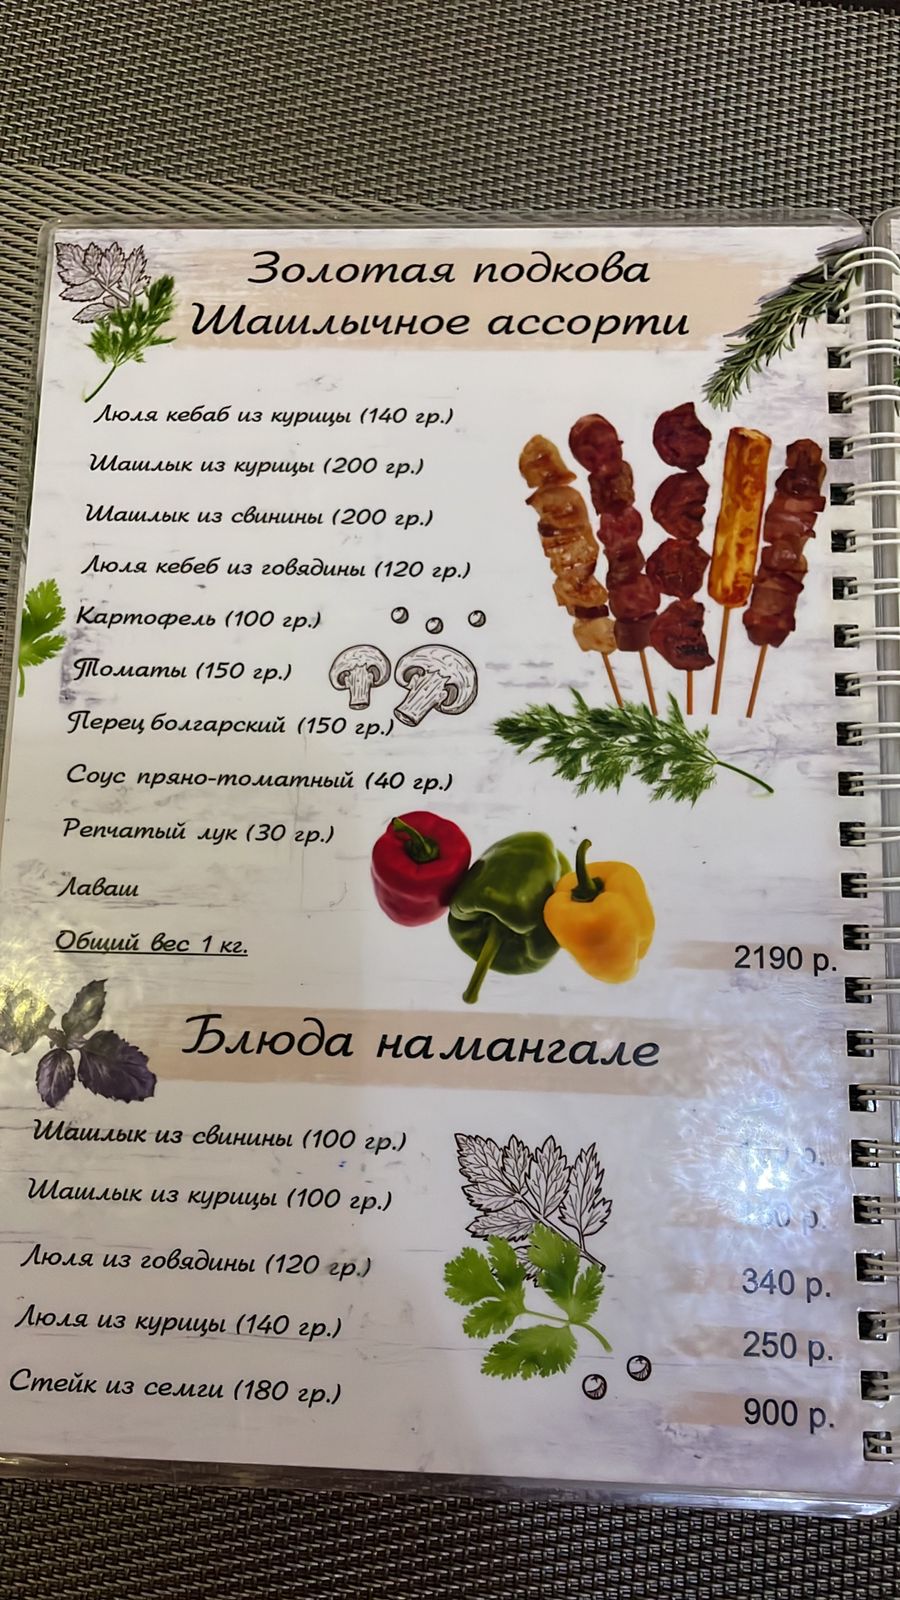 Золотая подкова
Шашлычное ассорти
Люля кебаб из курицы (140 гр.)
Шашлык из курицы (200 гр.)
Шашлык из свинины (200 гр.)
Люля кебеб из говядины (120 гр.)
Картофель (100 гр.)
Томаты (150 гр.)
Перец болгарский (150 гр.)
Соус пряно-томатный (40 гр.)
Репчатый лук (30 гр.)
Лаваш
Общий вес 1 кг. 2190 р.
Блюда на мангале
Шашлык из свинины (100 гр.) р.
Шашлык из курицы (100 гр.) р.
Люля из говядины (120 гр.) 340 р.
Люля из курицы (140 гр.) 250 р.
Стейк из семги (180 гр.) 900 р.